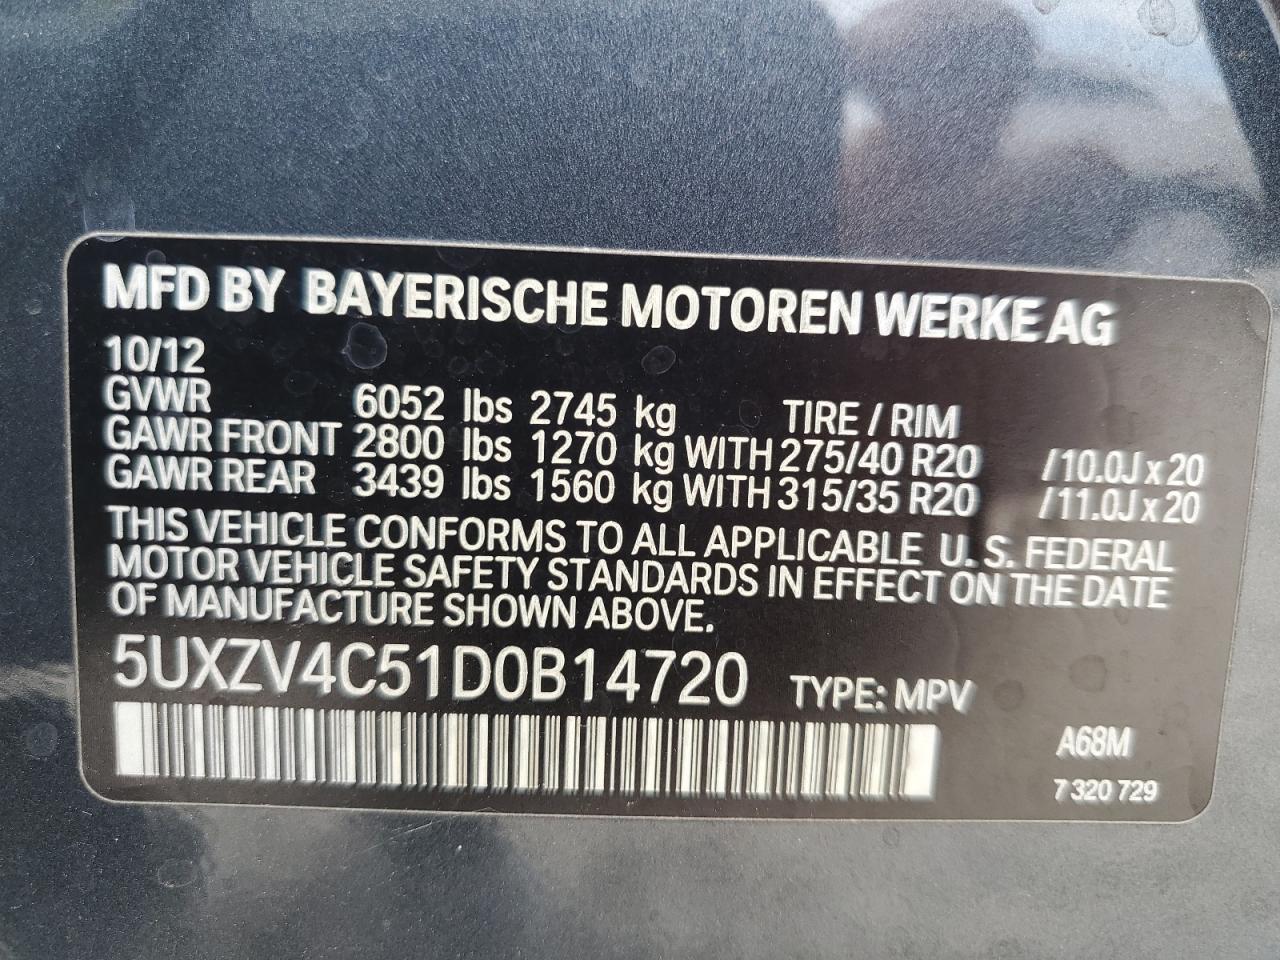 MFD BY BAYERISCHE MOTOREN WERKE AG
10/12
GVWR 6052 lbs 2745 kg TIRE / RIM
GAWR FRONT 2800 lbs 1270 kg WITH 275/40 R20 /10.0J x 20
GAWR REAR 3439 lbs 1560 kg WITH 315/35 R20 /11.0J x 20
THIS VEHICLE CONFORMS TO ALL APPLICABLE U.S. FEDERAL
MOTOR VEHICLE SAFETY STANDARDS IN EFFECT ON THE DATE
OF MANUFACTURE SHOWN ABOVE.
5UXZV4C51D0B14720 TYPE: MPV
A68M
7 320 729